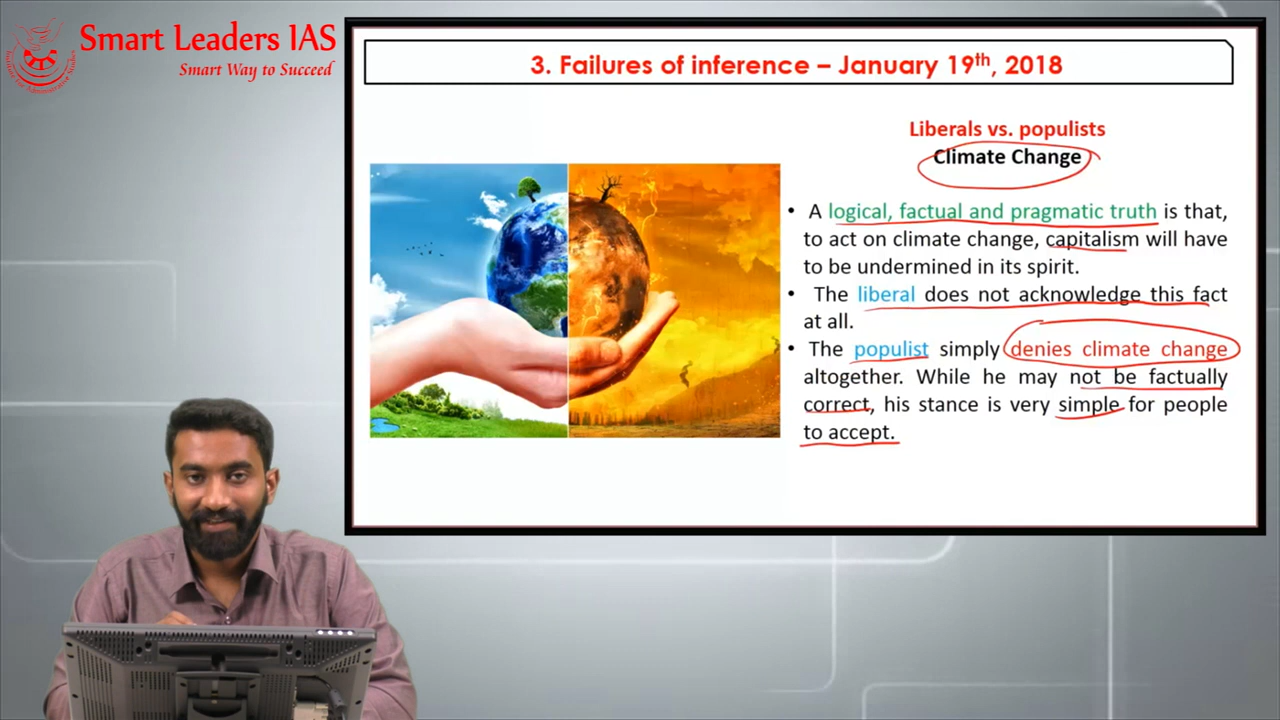 Smart Leaders IAS
Smart Way to Succeed
3. Failures of inference – January 19th, 2018
Liberals vs. populists
Climate Change
• A logical, factual and pragmatic truth is that,
to act on climate change, capitalism will have
to be undermined in its spirit.
• The liberal does not acknowledge this fact
at all.
• The populist simply denies climate change
altogether. While he may not be factually
correct, his stance is very simple for people
to accept.